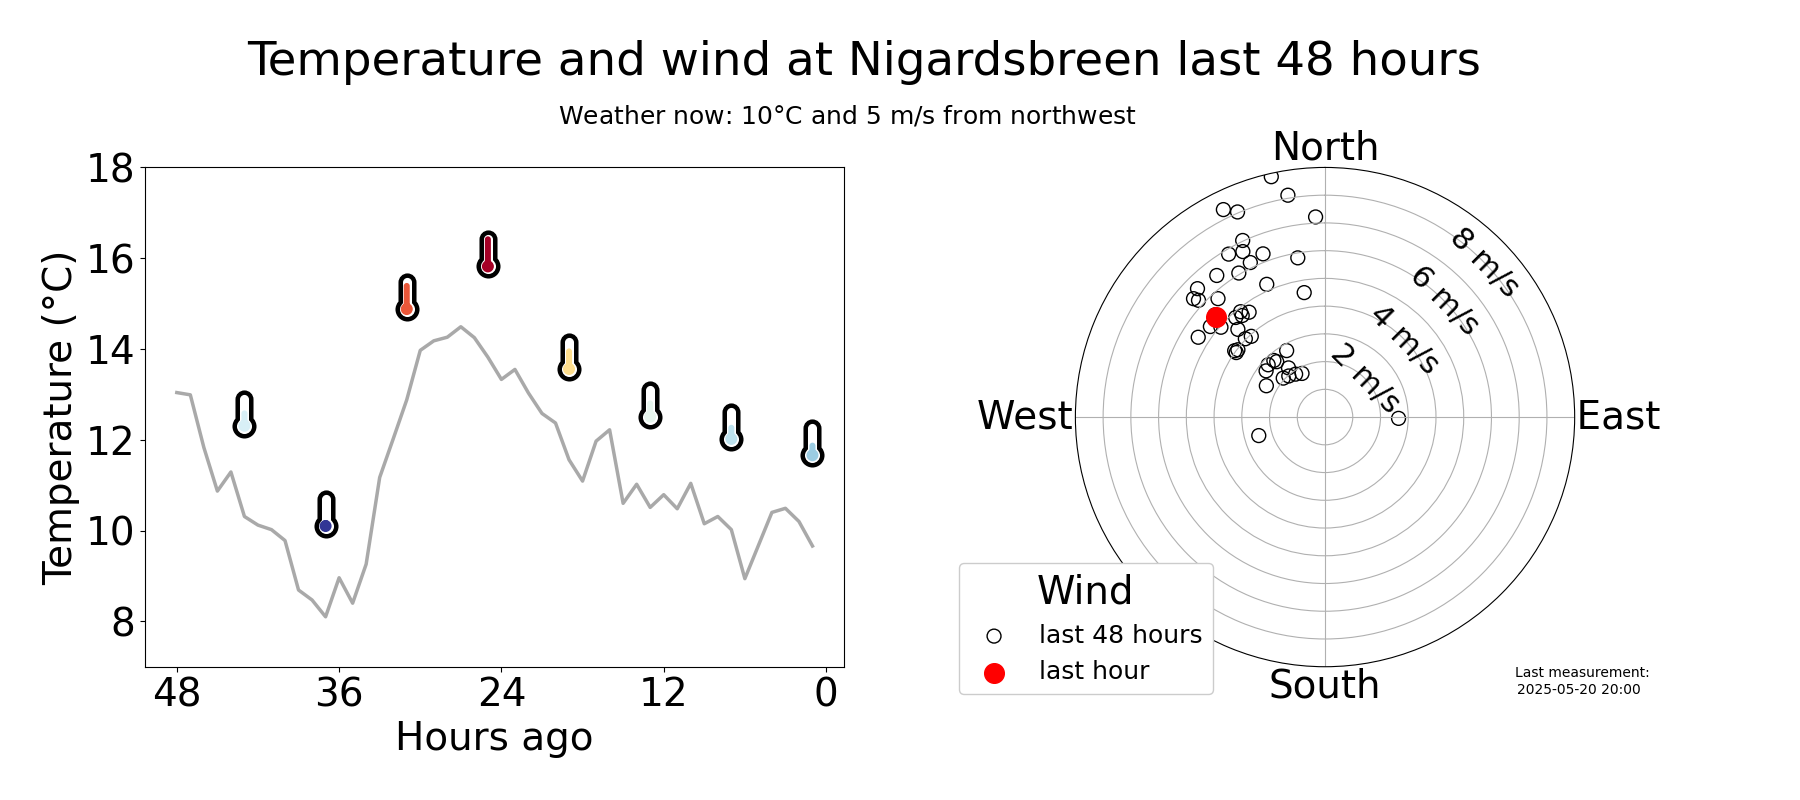 Temperature and wind at Nigardsbreen last 48 hours
Weather now: 10°C and 5 m/s from northwest
Temperature (°C)
18
16
14
12
10
8
48 36 24 12 0
Hours ago
North
West
East
South
8 m/s
6 m/s
4 m/s
2 m/s
Wind
last 48 hours
last hour
Last measurement:
2025-05-20 20:00